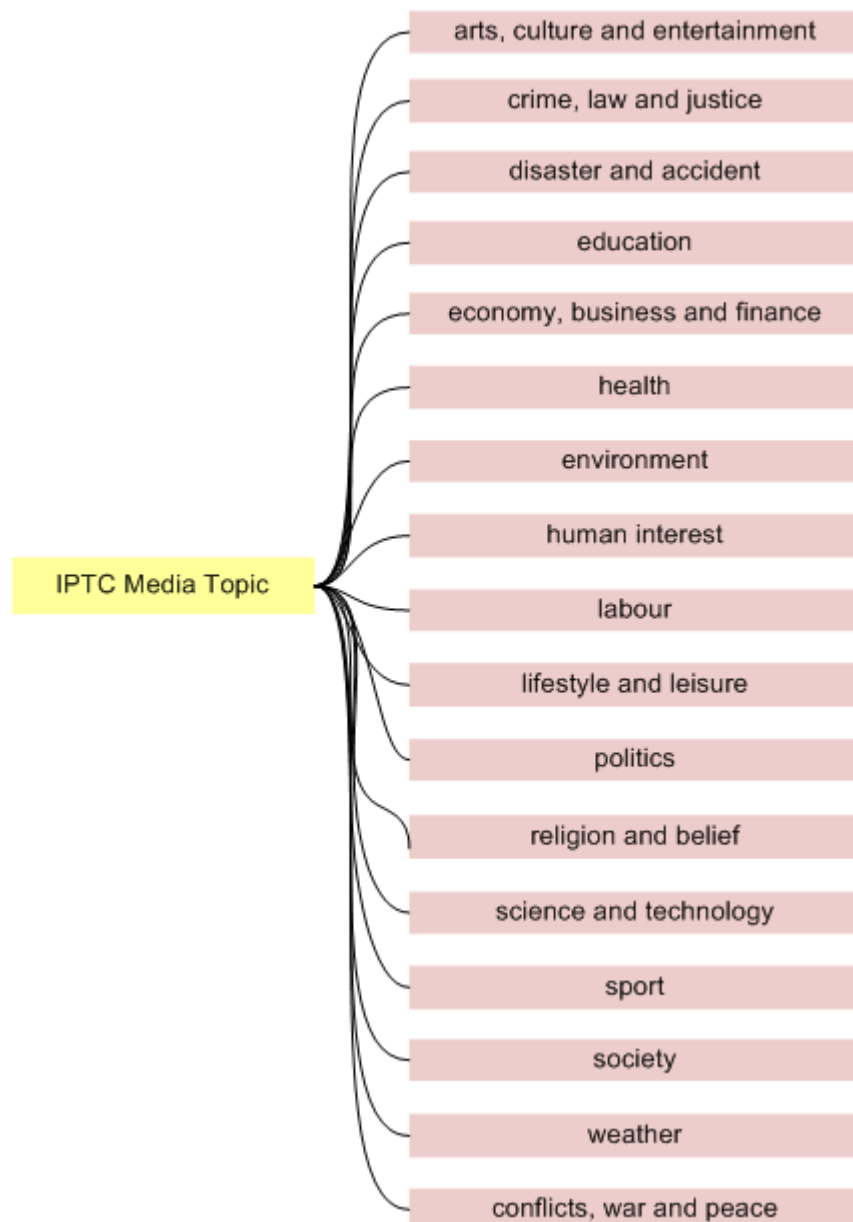 arts, culture and entertainment
crime, law and justice
disaster and accident
education
economy, business and finance
health
environment
human interest
IPTC Media Topic
labour
lifestyle and leisure
politics
religion and belief
science and technology
sport
society
weather
conflicts, war and peace